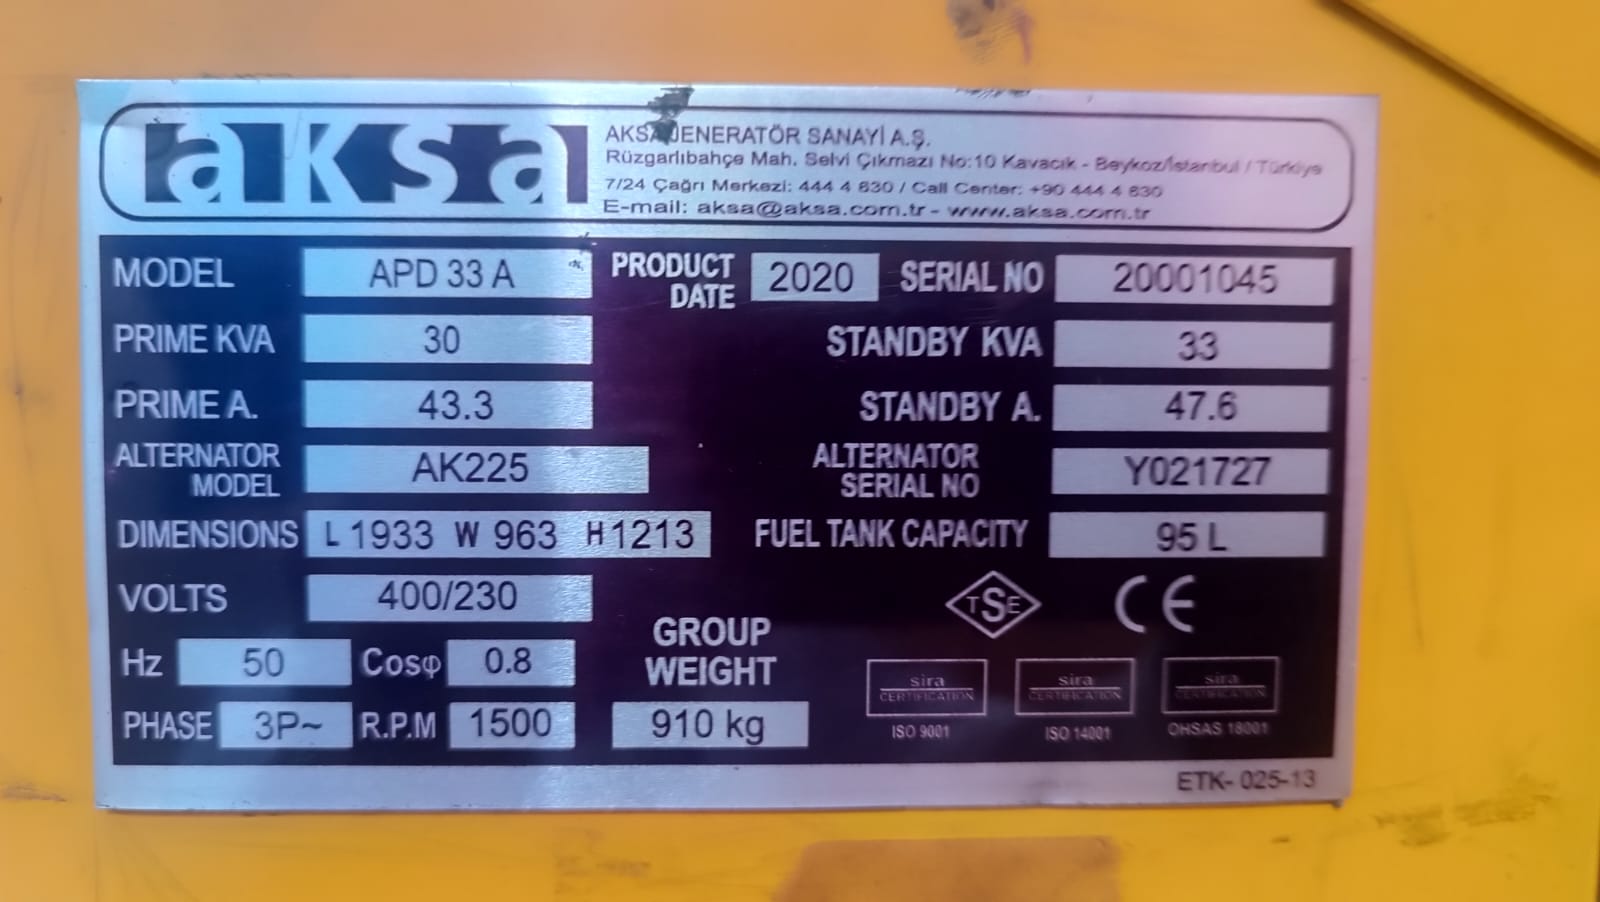 aksa
AKSA JENERATÖR SANAYİ A.Ş.
Rüzgarlıbahçe Mah. Selvi Çıkmazı No:10 Kavacık - Beykoz/İstanbul / Türkiye
7/24 Çağrı Merkezi: 444 4 630 / Call Center: +90 444 4 630
E-mail: aksa@aksa.com.tr - www.aksa.com.tr
MODEL APD 33 A PRODUCT DATE 2020 SERIAL NO 20001045
PRIME KVA 30 STANDBY KVA 33
PRIME A. 43.3 STANDBY A. 47.6
ALTERNATOR MODEL AK225 ALTERNATOR SERIAL NO Y021727
DIMENSIONS L 1933 W 963 H 1213 FUEL TANK CAPACITY 95 L
VOLTS 400/230
TSE CE
Hz 50 Cosφ 0.8 GROUP WEIGHT
sira CERTIFICATION sira CERTIFICATION sira CERTIFICATION
PHASE 3P~ R.P.M 1500 910 kg
ISO 9001 ISO 14001 OHSAS 18001
ETK- 025-13